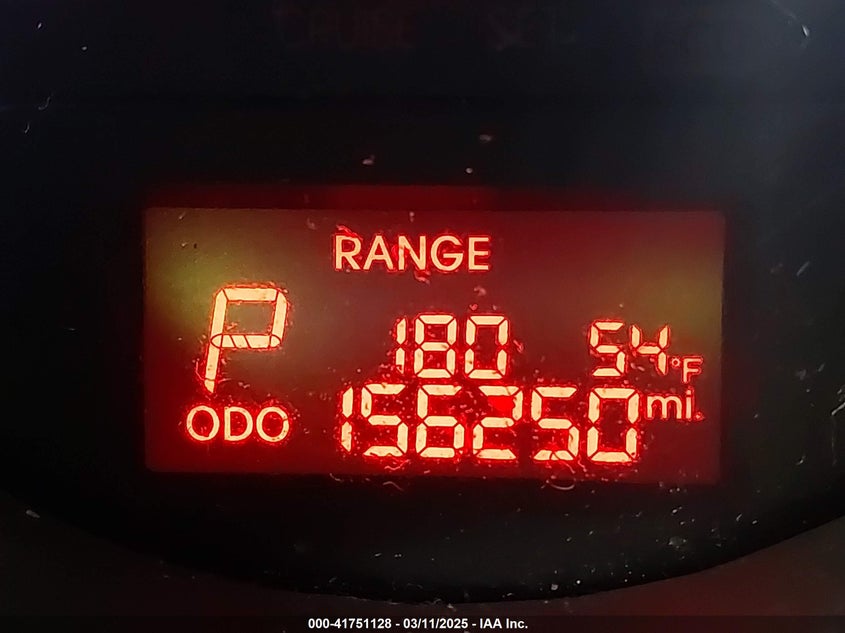 RANGE
P 180 54°F
ODO 156250 mi.
000-41751128 - 03/11/2025 - IAA Inc.